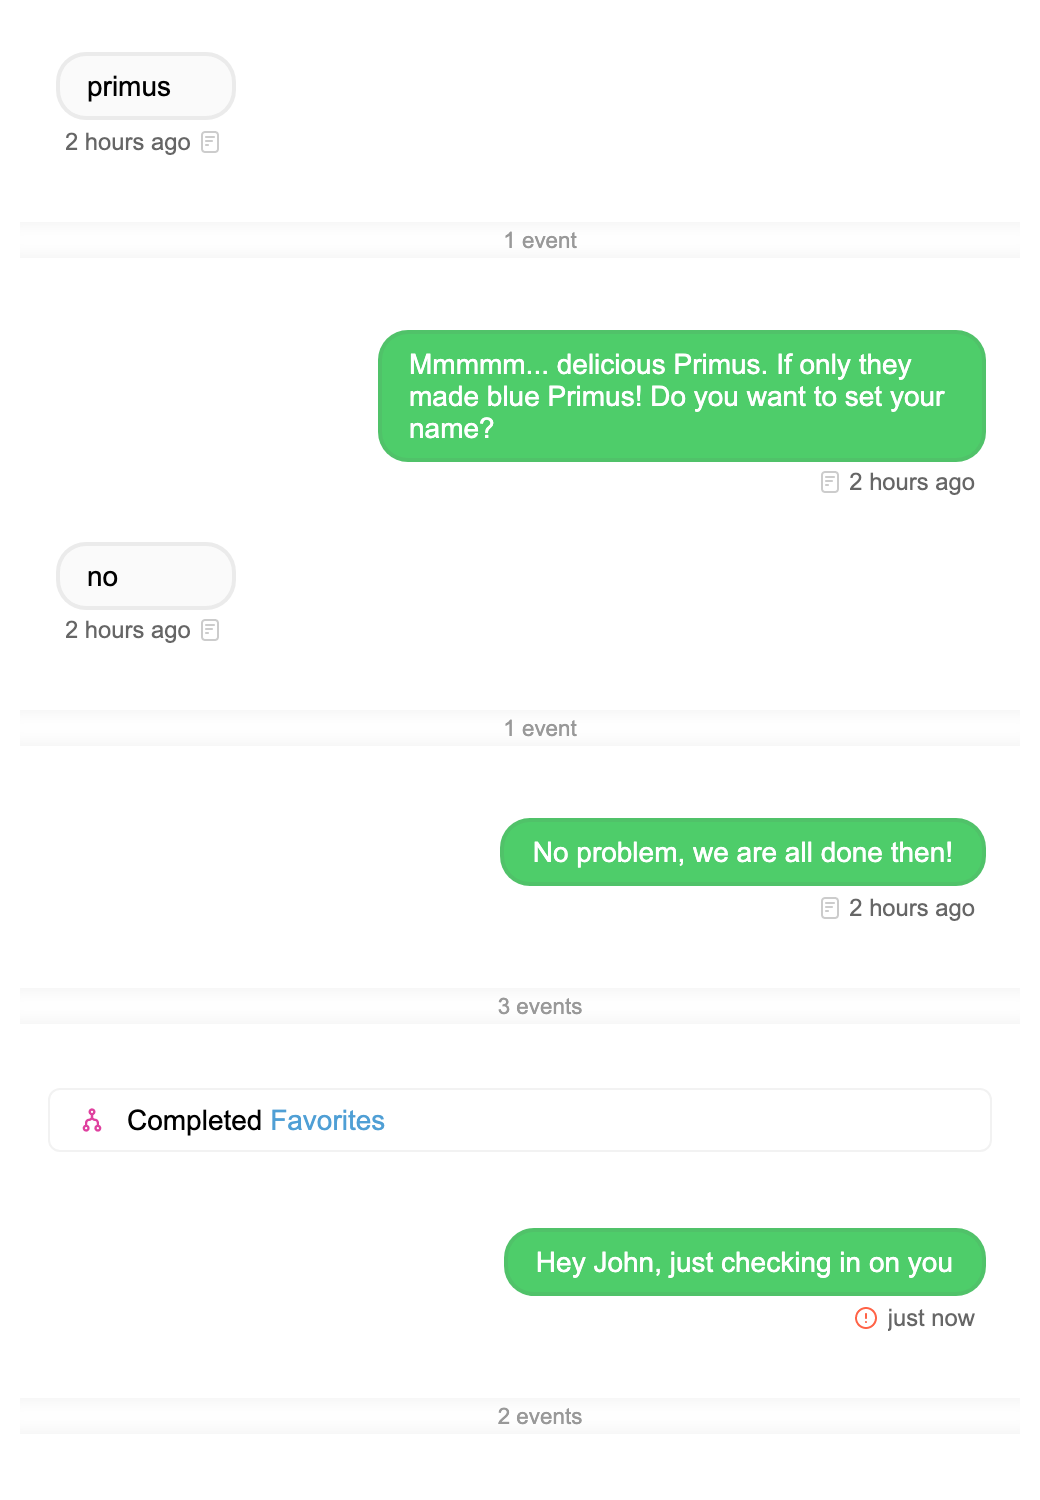 primus
2 hours ago
1 event
Mmmmm... delicious Primus. If only they
made blue Primus! Do you want to set your
name?
2 hours ago
no
2 hours ago
1 event
No problem, we are all done then!
2 hours ago
3 events
Completed Favorites
Hey John, just checking in on you
just now
2 events